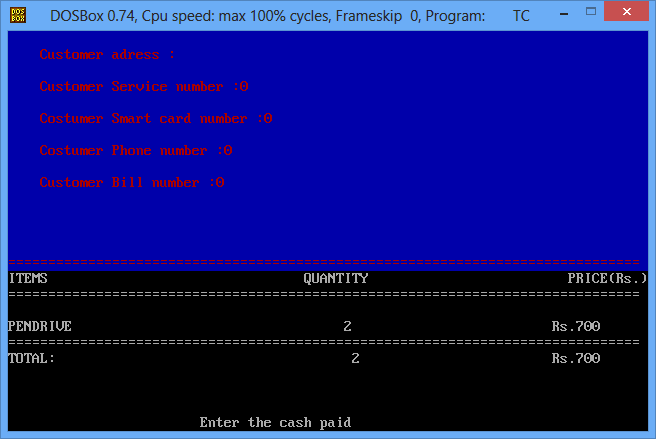 DOS BOX
DOSBox 0.74, Cpu speed: max 100% cycles, Frameskip 0, Program: TC
Customer adress :
Customer Service number :0
Costumer Smart card number :0
Costumer Phone number :0
Customer Bill number :0
================================================================================
ITEMS QUANTITY PRICE(Rs.)
================================================================================
PENDRIVE 2 Rs.700
================================================================================
TOTAL: 2 Rs.700
Enter the cash paid